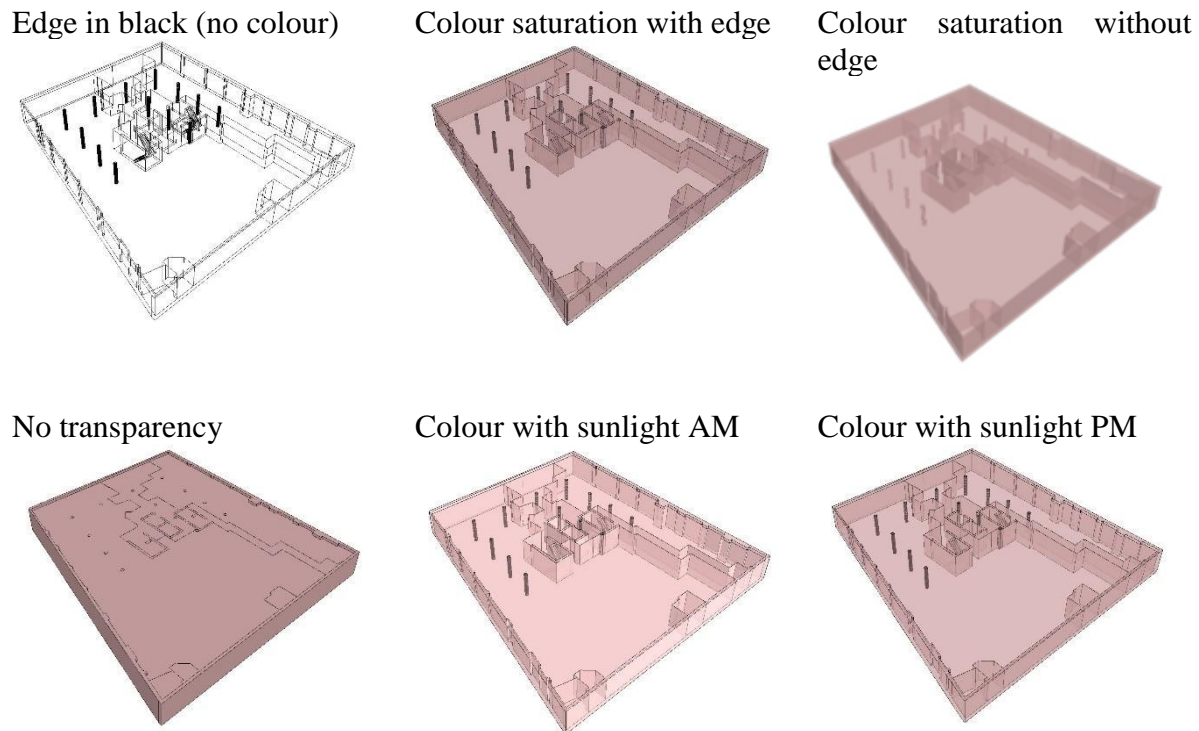 Edge in black (no colour)
Colour saturation with edge
Colour saturation without
edge
No transparency
Colour with sunlight AM
Colour with sunlight PM